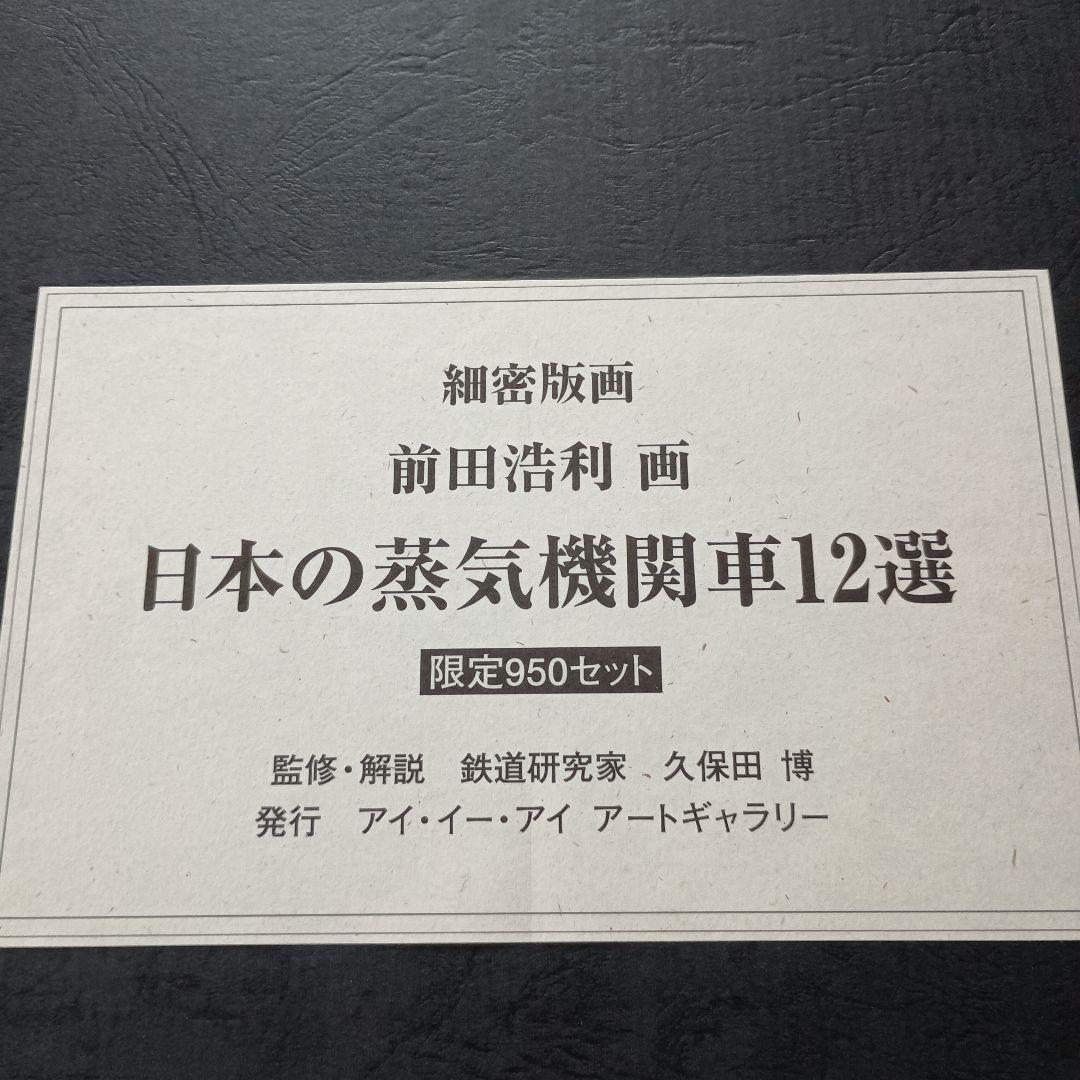 細密版画
前田浩利 画
日本の蒸気機関車12選
限定950セット
監修・解説　鉄道研究家　久保田 博
発行　アイ・イー・アイ アートギャラリー